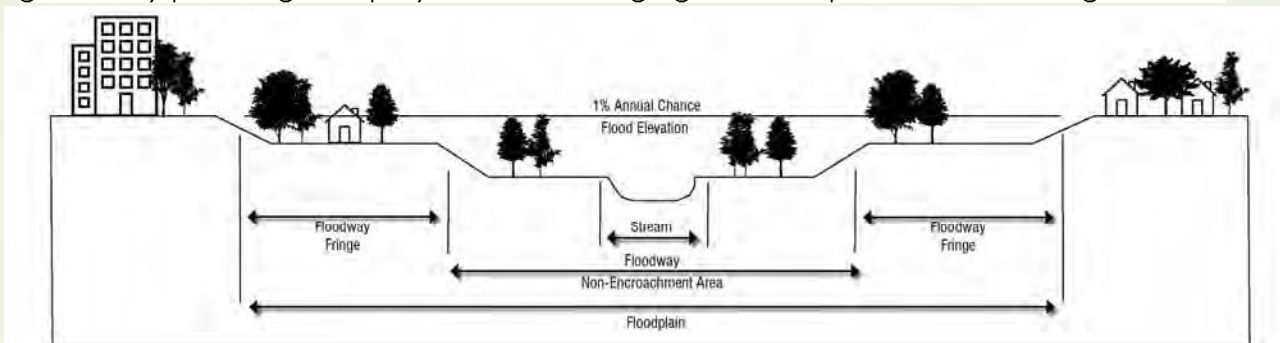 1% Annual Chance
Flood Elevation
Floodway
Fringe
Stream
Floodway
Fringe
Floodway
Non-Encroachment Area
Floodplain